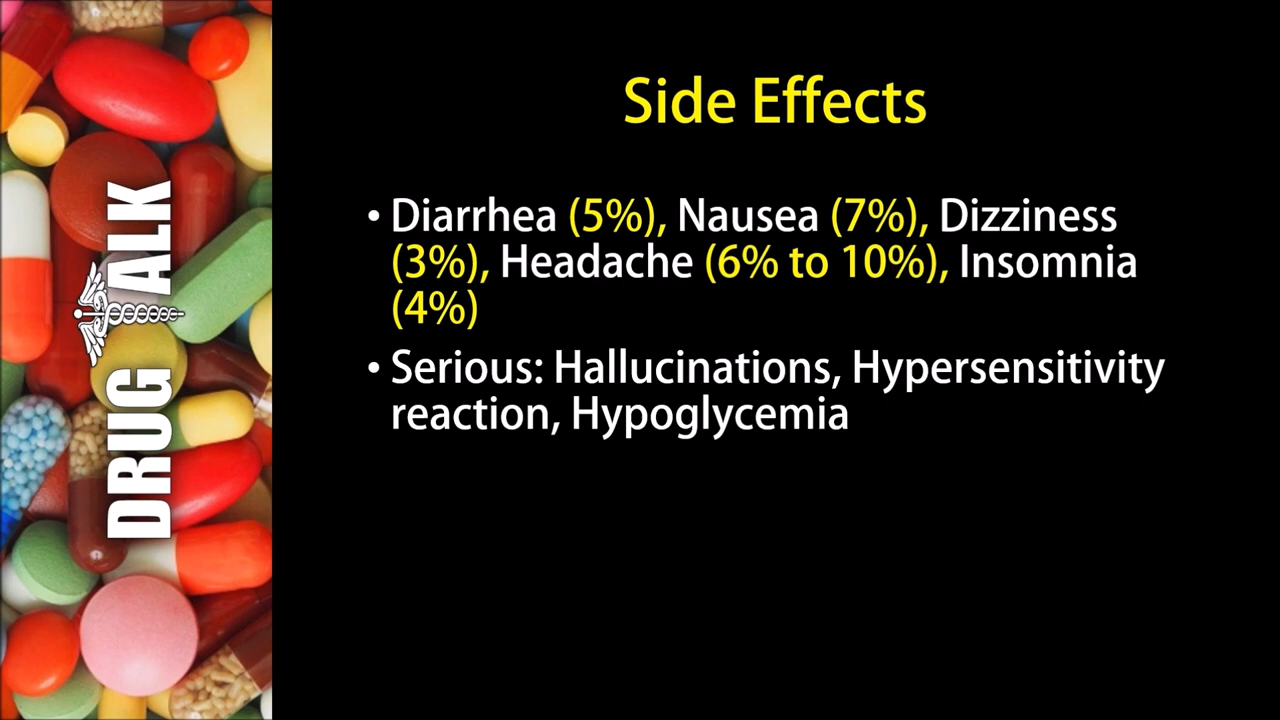 DRUG TALK
Side Effects
• Diarrhea (5%), Nausea (7%), Dizziness
(3%), Headache (6% to 10%), Insomnia
(4%)
• Serious: Hallucinations, Hypersensitivity
reaction, Hypoglycemia